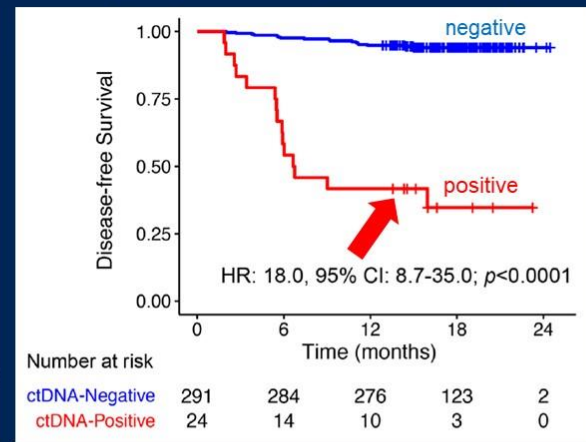 negative
1.00
0.75
0.50
0.25
0.00
Disease-free Survival
positive
HR: 18.0, 95% CI: 8.7-35.0; p<0.0001
0 6 12 18 24
Time (months)
Number at risk
ctDNA-Negative 291 284 276 123 2
ctDNA-Positive 24 14 10 3 0